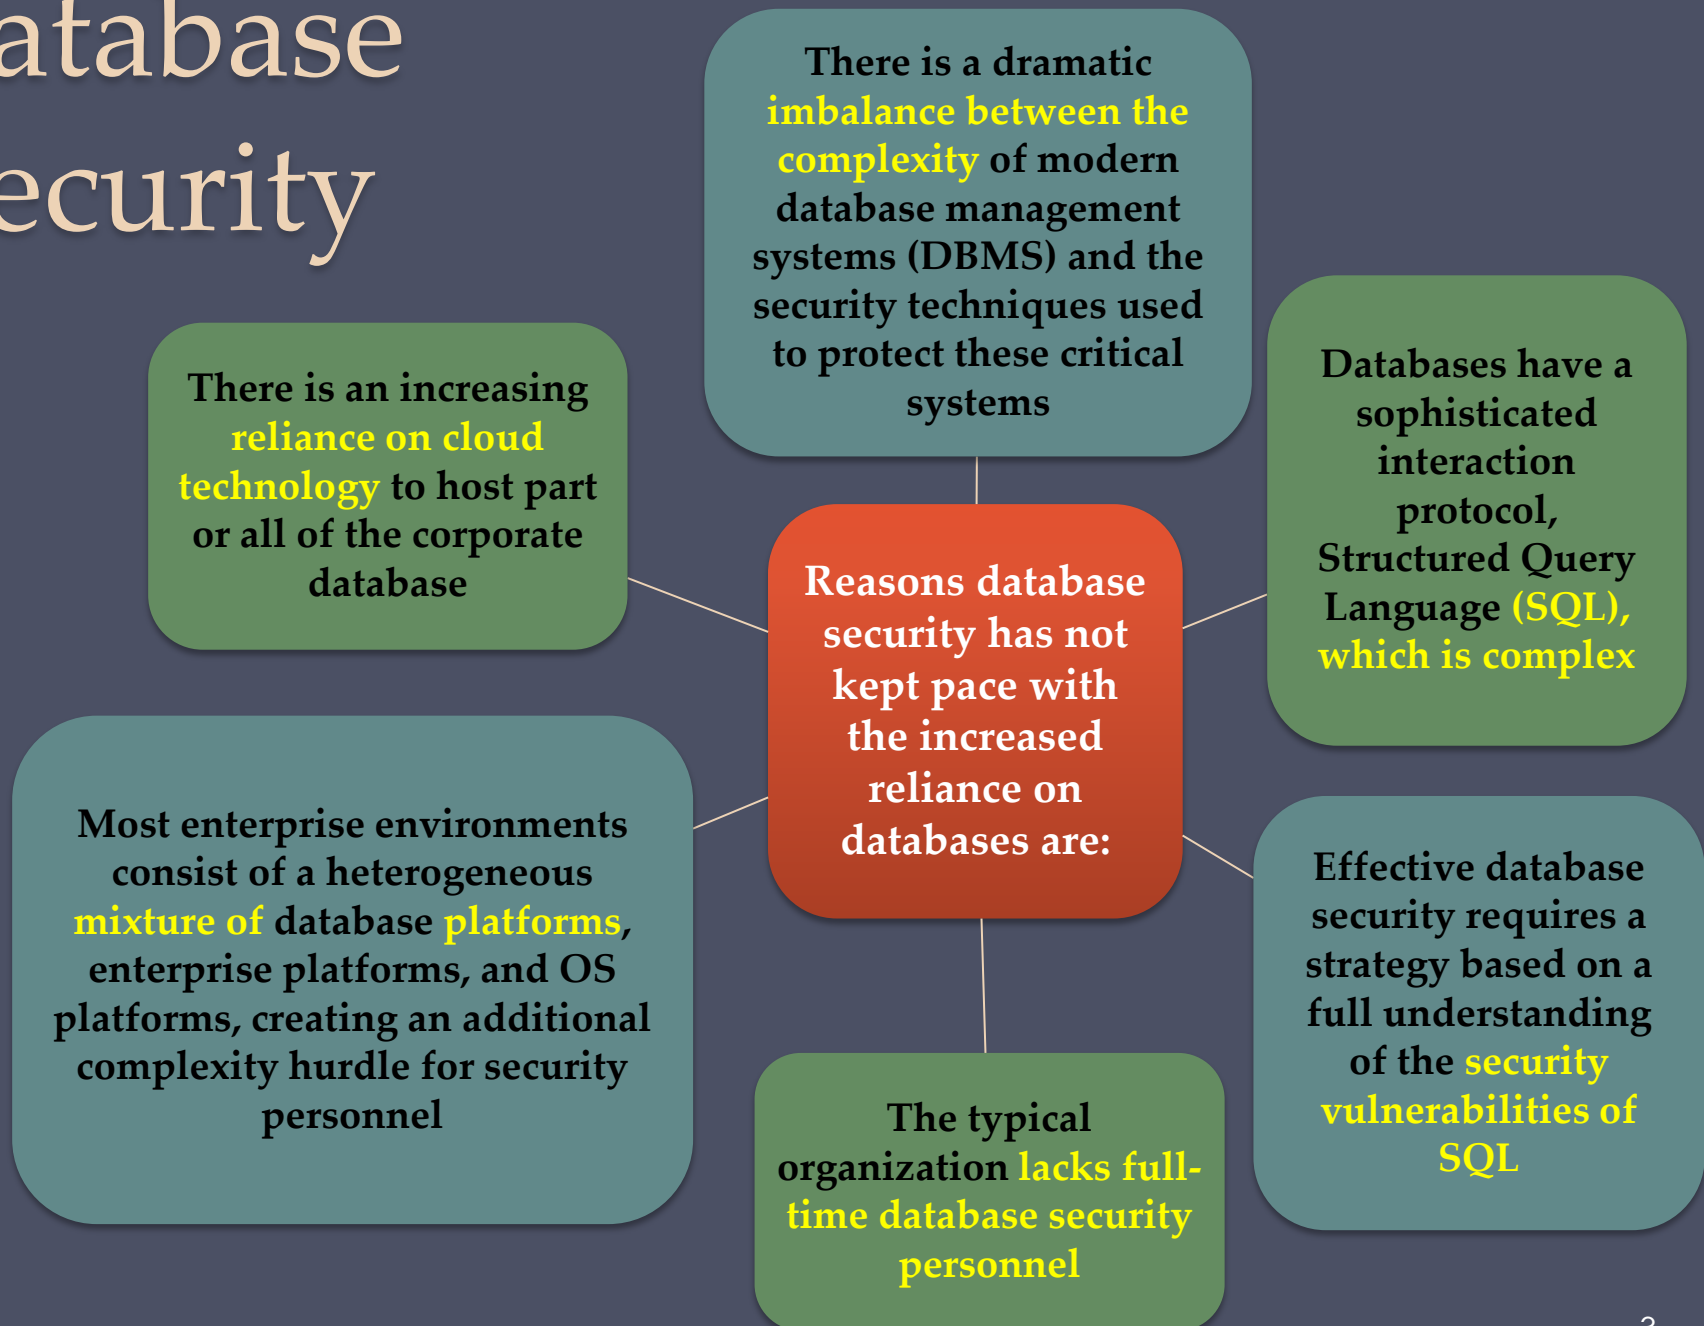 atabase
ecurity
There is a dramatic
imbalance between the
complexity of modern
database management
systems (DBMS) and the
security techniques used
to protect these critical
systems
Databases have a
sophisticated
interaction
protocol,
Structured Query
Language (SQL),
which is complex
Effective database
security requires a
strategy based on a
full understanding
of the security
vulnerabilities of
SQL
The typical
organization lacks full-
time database security
personnel
Most enterprise environments
consist of a heterogeneous
mixture of database platforms,
enterprise platforms, and OS
platforms, creating an additional
complexity hurdle for security
personnel
There is an increasing
reliance on cloud
technology to host part
or all of the corporate
database
Reasons database
security has not
kept pace with
the increased
reliance on
databases are: